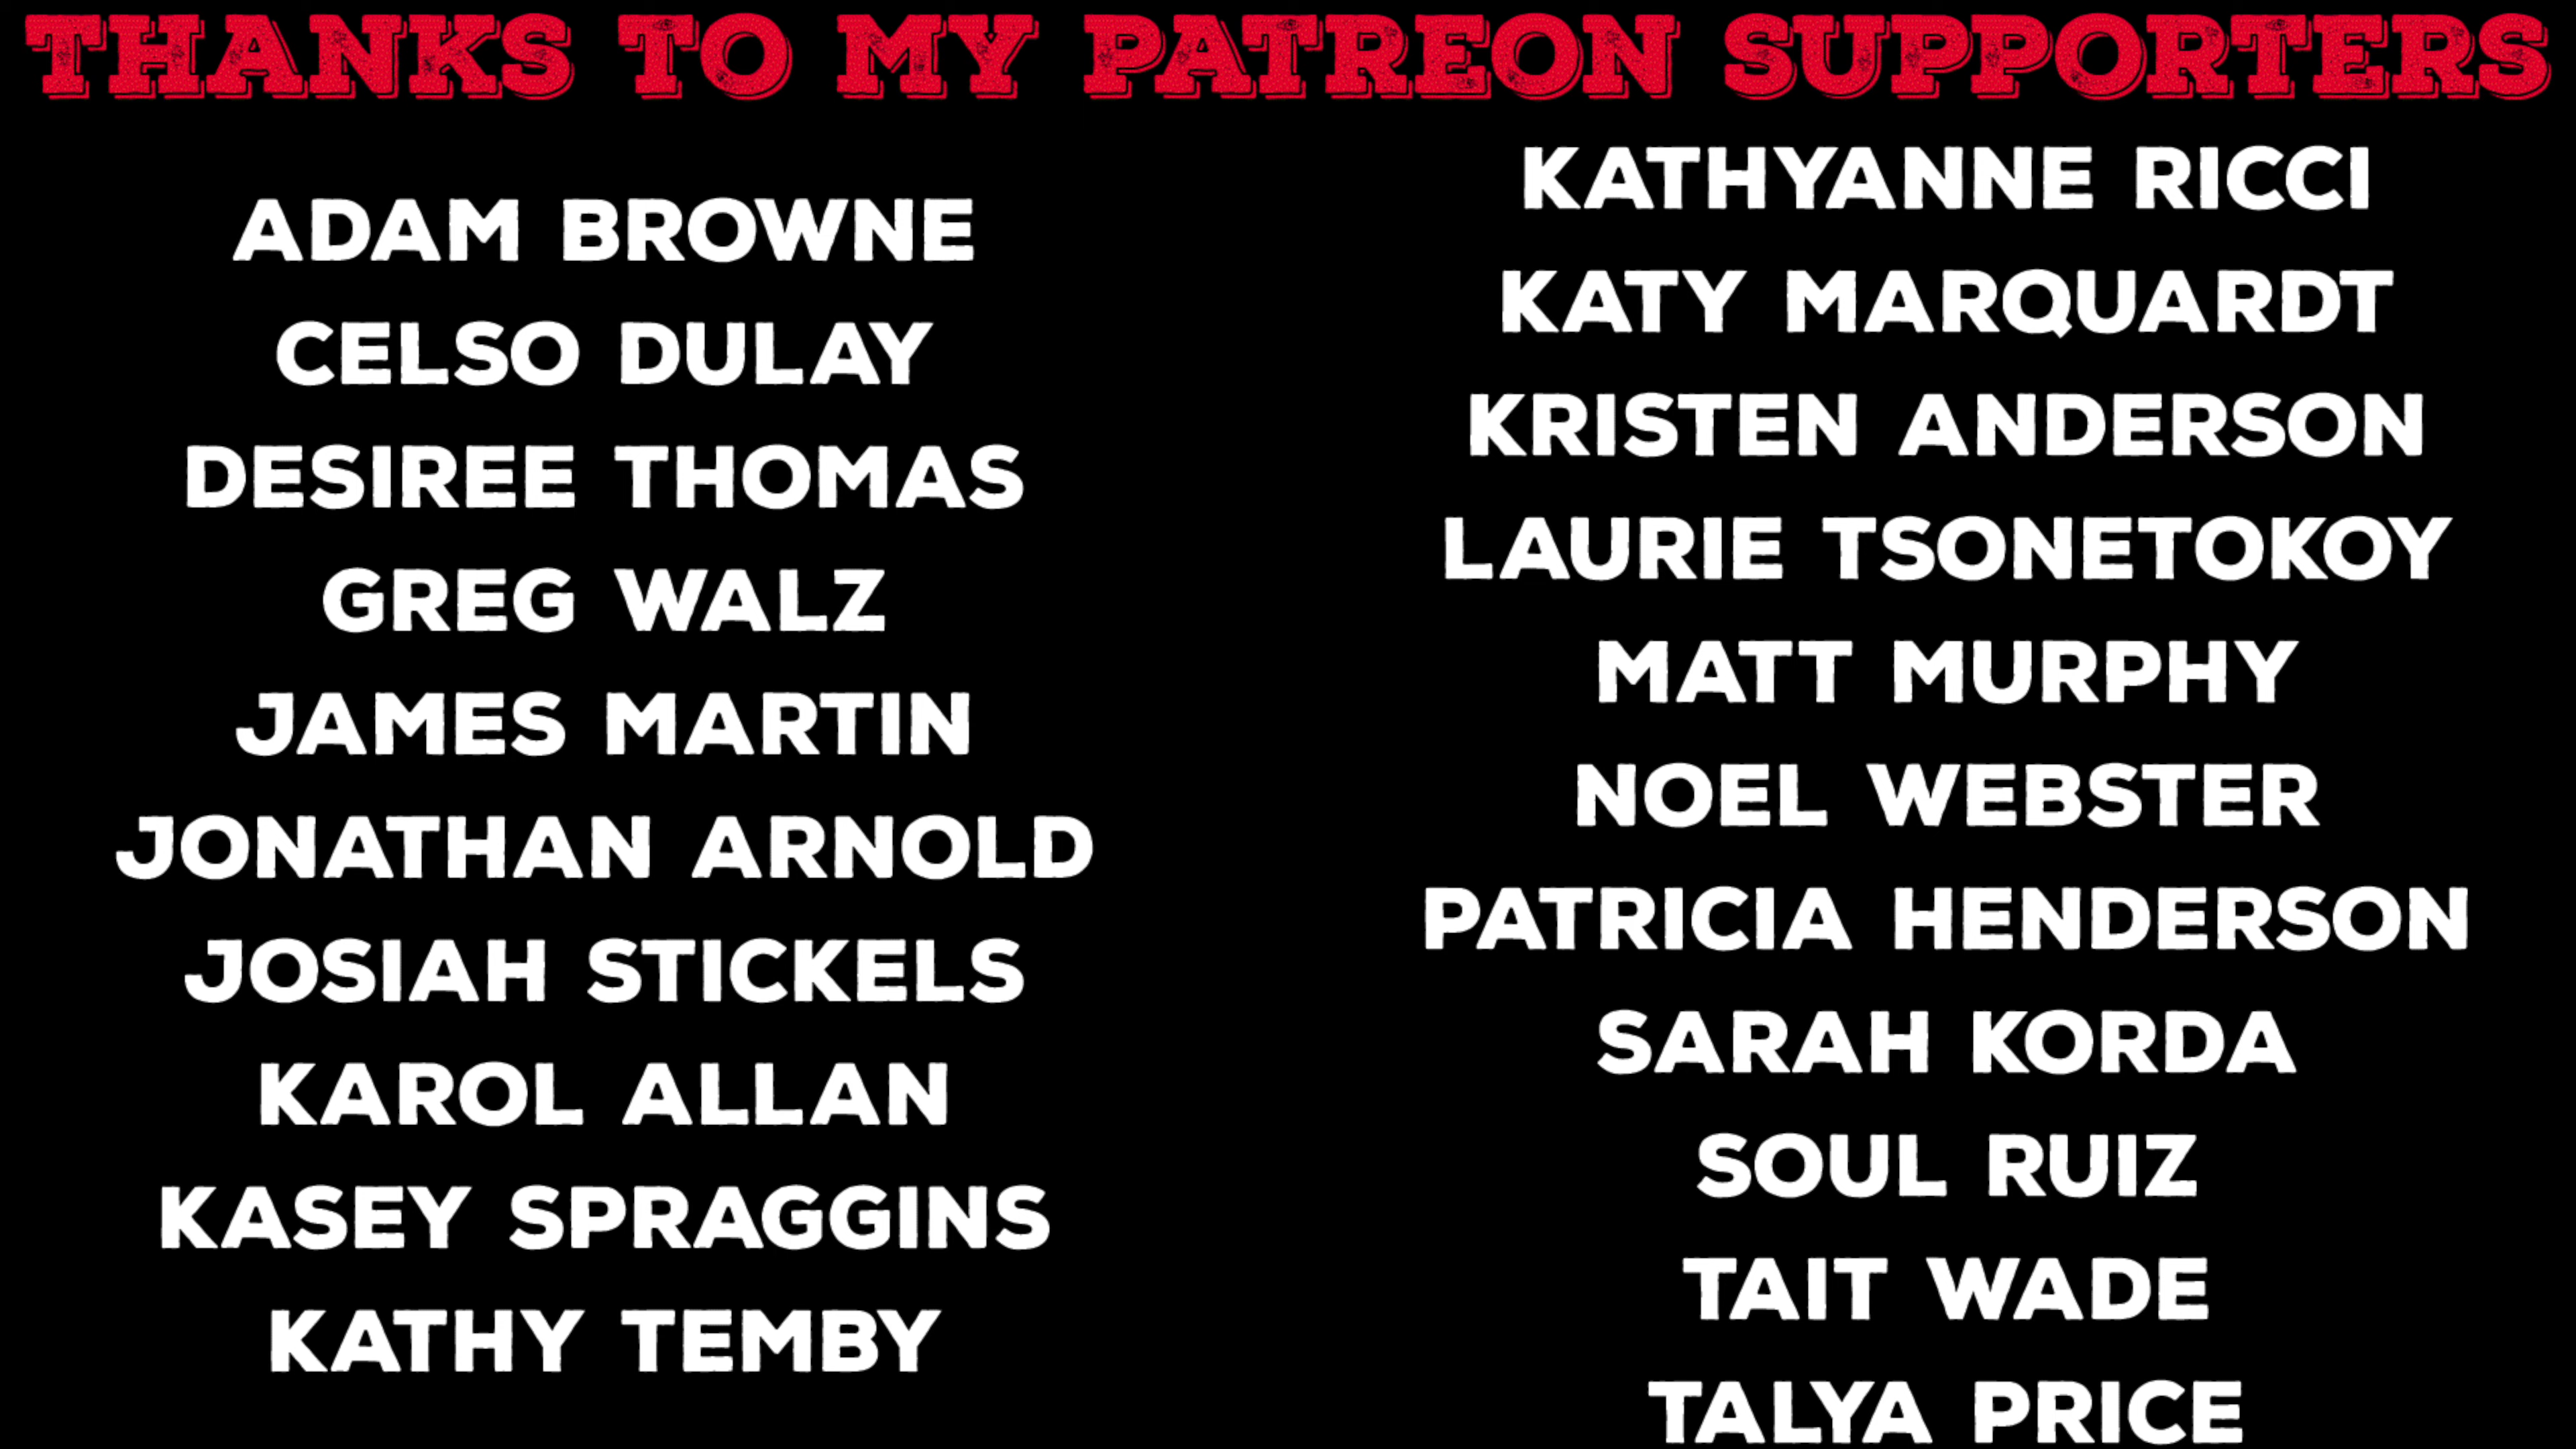 THANKS TO MY PATREON SUPPORTERS
ADAM BROWNE
CELSO DULAY
DESIREE THOMAS
GREG WALZ
JAMES MARTIN
JONATHAN ARNOLD
JOSIAH STICKELS
KAROL ALLAN
KASEY SPRAGGINS
KATHY TEMBY
KATHYANNE RICCI
KATY MARQUARDT
KRISTEN ANDERSON
LAURIE TSONETOKOY
MATT MURPHY
NOEL WEBSTER
PATRICIA HENDERSON
SARAH KORDA
SOUL RUIZ
TAIT WADE
TALYA PRICE